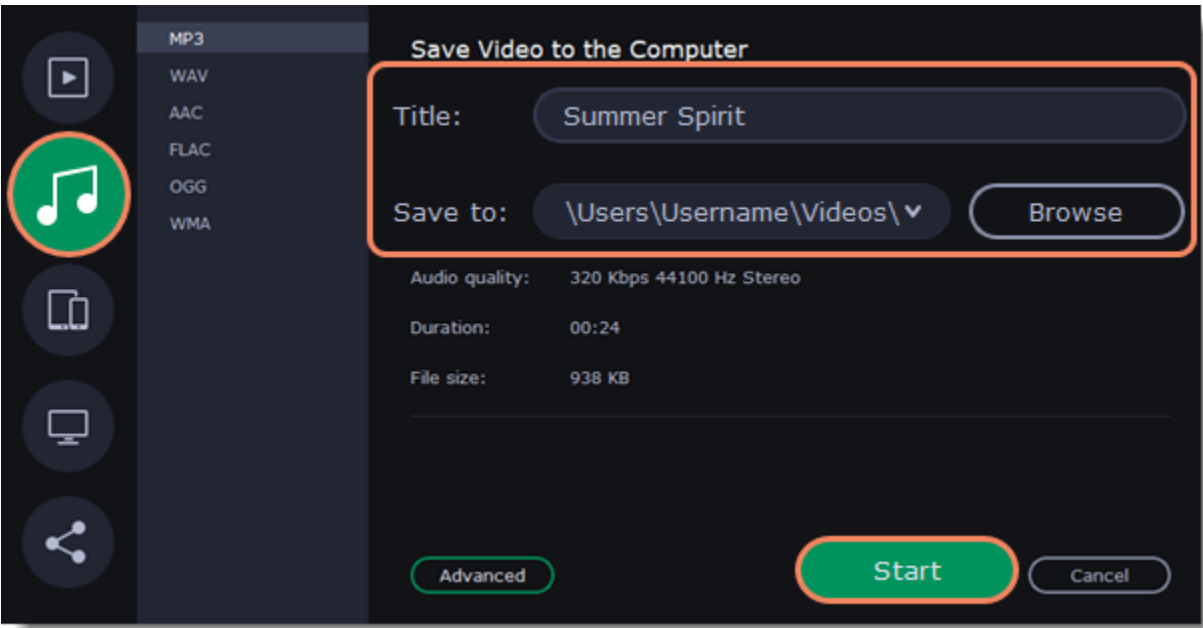 MP3
WAV
AAC
FLAC
OGG
WMA
Save Video to the Computer
Title: Summer Spirit
Save to: \Users\Username\Videos\ Browse
Audio quality: 320 Kbps 44100 Hz Stereo
Duration: 00:24
File size: 938 KB
Advanced Start Cancel